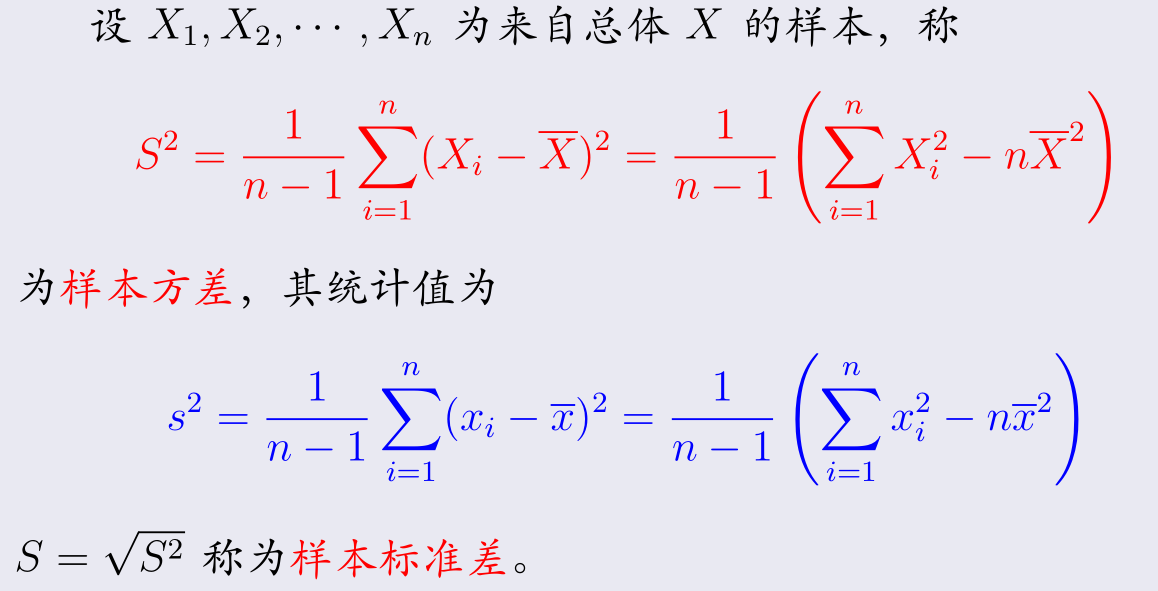 设 $X_1, X_2, \cdots, X_n$ 为来自总体 $X$ 的样本，称
$S^2 = \frac{1}{n-1} \sum_{i=1}^{n} (X_i - \overline{X})^2 = \frac{1}{n-1} \left( \sum_{i=1}^{n} X_i^2 - n\overline{X}^2 \right)$
为样本方差，其统计值为
$s^2 = \frac{1}{n-1} \sum_{i=1}^{n} (x_i - \overline{x})^2 = \frac{1}{n-1} \left( \sum_{i=1}^{n} x_i^2 - n\overline{x}^2 \right)$
$S = \sqrt{S^2}$ 称为样本标准差。